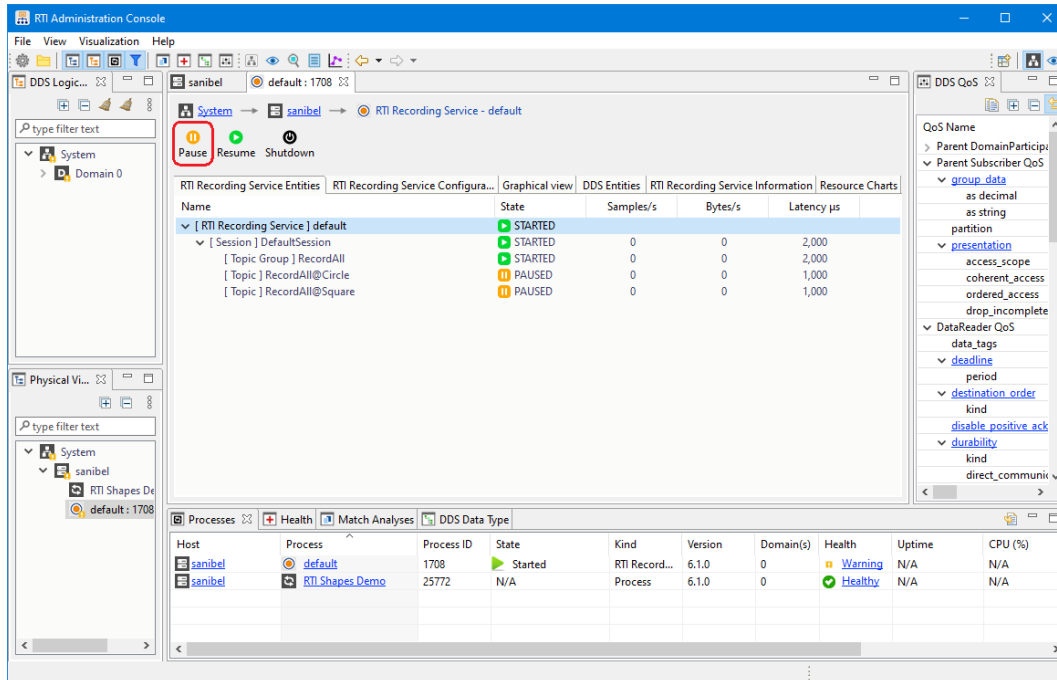 RTI Administration Console
File View Visualization Help
DDS Logic...
type filter text
System
Domain 0
Physical Vi...
type filter text
System
sanibel
RTI Shapes De
default : 1708
sanibel
default : 1708
System
sanibel
RTI Recording Service - default
Pause
Resume
Shutdown
RTI Recording Service Entities
RTI Recording Service Configura...
Graphical view
DDS Entities
RTI Recording Service Information
Resource Charts
Name State Samples/s Bytes/s Latency µs
[ RTI Recording Service ] default STARTED
[ Session ] DefaultSession STARTED 0 0 2,000
[ Topic Group ] RecordAll STARTED 0 0 2,000
[ Topic ] RecordAll@Circle PAUSED 0 0 1,000
[ Topic ] RecordAll@Square PAUSED 0 0 1,000
DDS QoS
QoS Name
Parent DomainParticipa
Parent Subscriber QoS
group_data
as decimal
as string
partition
presentation
access_scope
coherent_access
ordered_access
drop_incomplete
DataReader QoS
data_tags
deadline
period
destination_order
kind
disable_positive_ack
durability
kind
direct_communic
Processes
Health
Match Analyses
DDS Data Type
Host Process Process ID State Kind Version Domain(s) Health Uptime CPU (%)
sanibel default 1708 Started RTI Record... 6.1.0 0 Warning N/A N/A
sanibel RTI Shapes Demo 25772 N/A Process 6.1.0 0 Healthy N/A N/A